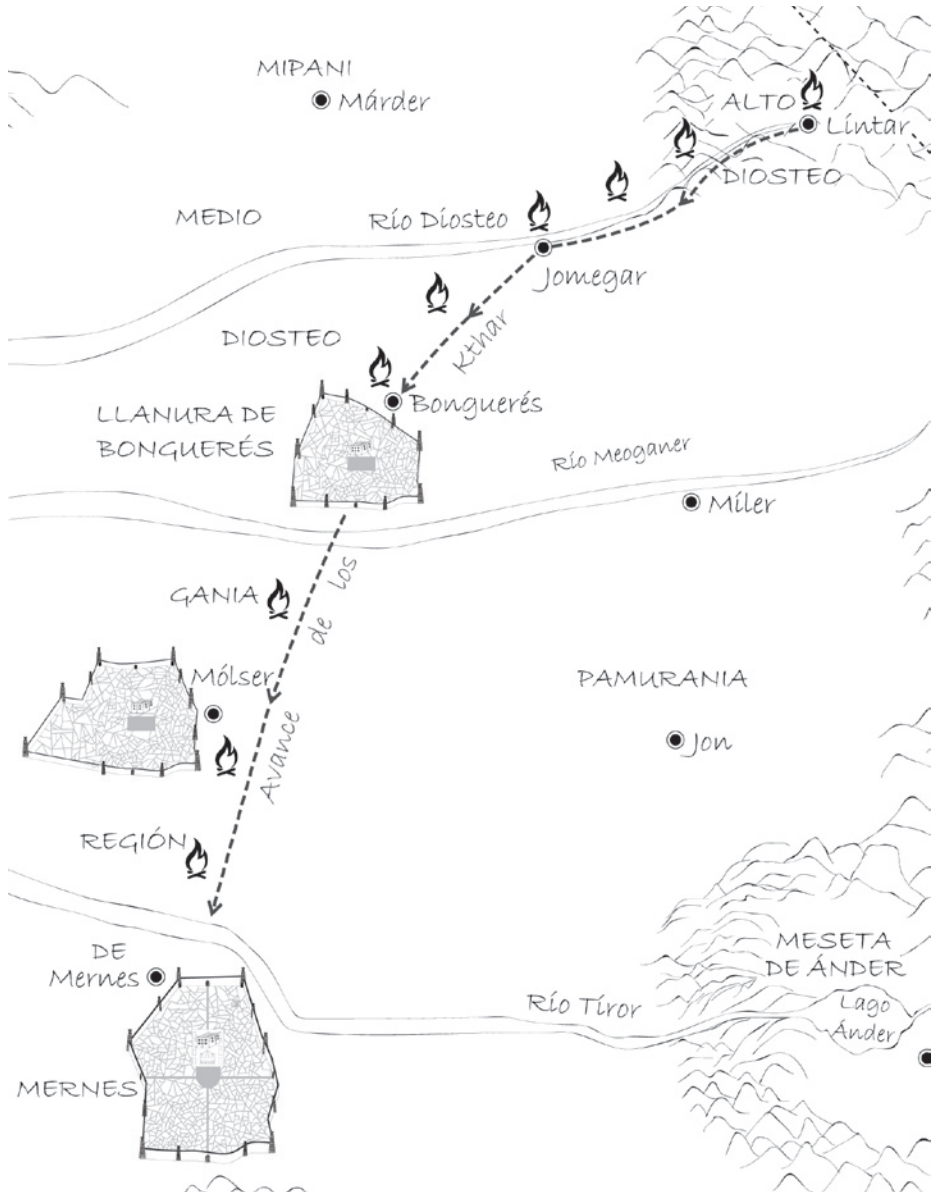 MIPANI
Márder
ALTO
Líntar
DIOSTEO
MEDIO
Río Diosteo
Jomegar
DIOSTEO
Kthar
LLANURA DE
BONGUERÉS
Bonguerés
Río Meoganer
Míler
GANIA
los
de
Mólser
PAMURANIA
Jon
Avance
REGIÓN
DE
Mernes
MESETA
DE ÁNDER
Río Tíror
Lago
Ánder
MERNES